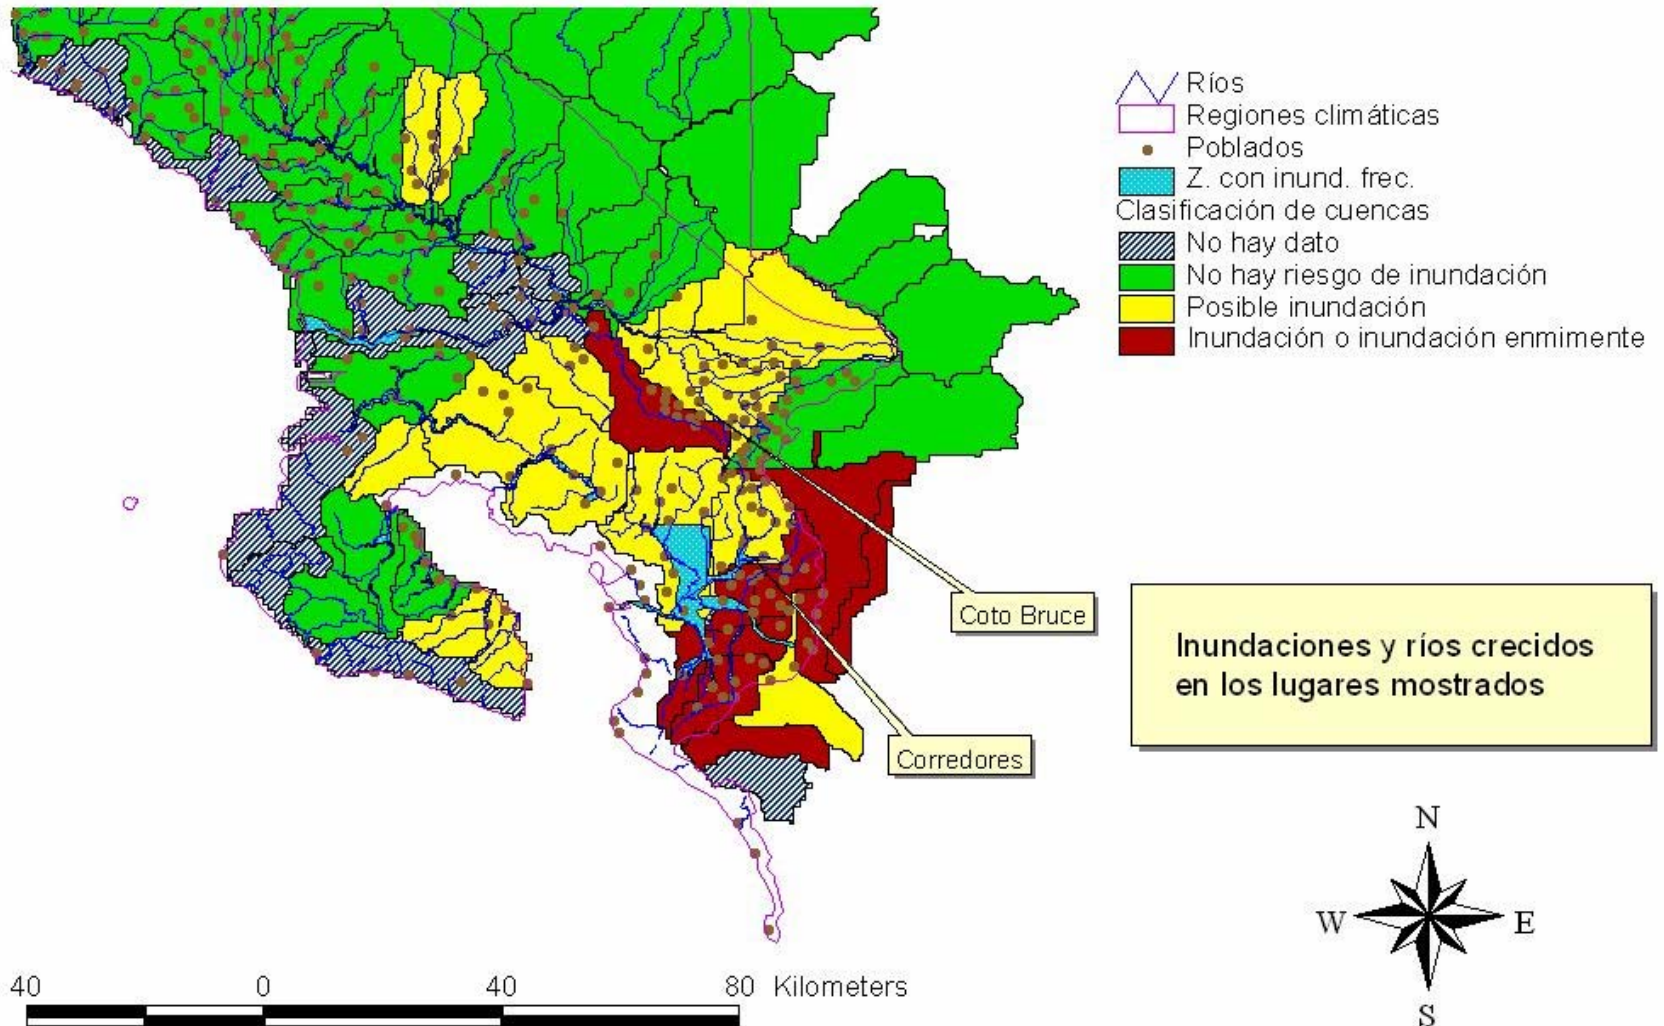 Ríos
Regiones climáticas
Poblados
Z. con inund. frec.
Clasificación de cuencas
No hay dato
No hay riesgo de inundación
Posible inundación
Inundación o inundación enmimente
Coto Bruce
Inundaciones y ríos crecidos
en los lugares mostrados
Corredores
N
W E
S
40 0 40 80 Kilometers